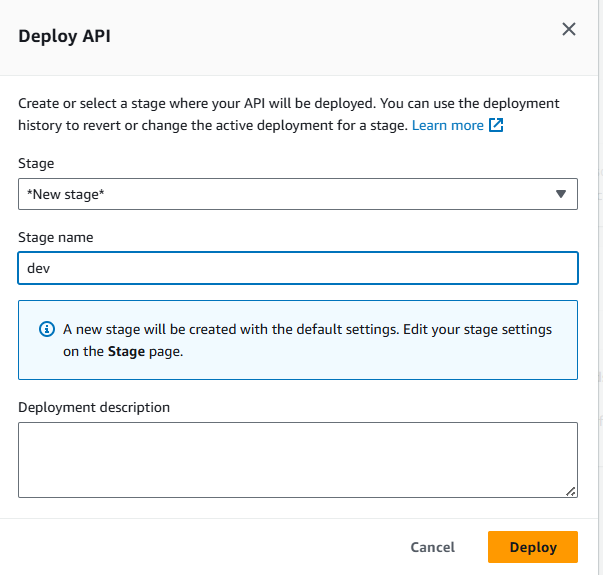 Deploy API
Create or select a stage where your API will be deployed. You can use the deployment
history to revert or change the active deployment for a stage. Learn more
Stage
*New stage*
Stage name
dev
A new stage will be created with the default settings. Edit your stage settings
on the Stage page.
Deployment description
Cancel
Deploy